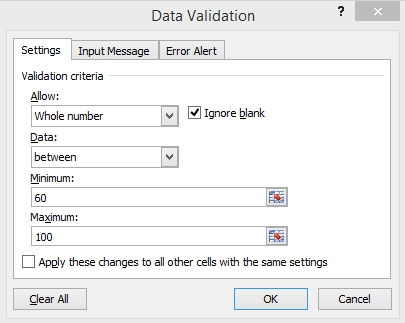 Data Validation
?
×
Settings
Input Message
Error Alert
Validation criteria
Allow:
Whole number
Ignore blank
Data:
between
Minimum:
60
Maximum:
100
Apply these changes to all other cells with the same settings
Clear All
OK
Cancel